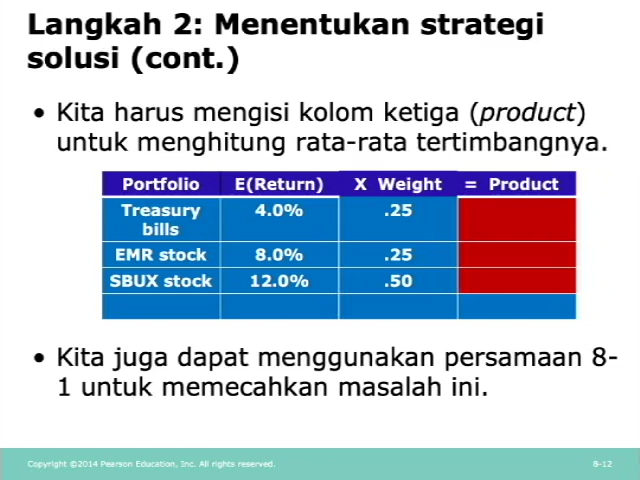 Langkah 2: Menentukan strategi
solusi (cont.)
• Kita harus mengisi kolom ketiga (product)
untuk menghitung rata-rata tertimbangnya.
Portfolio E(Return) X Weight = Product
Treasury bills 4.0% .25
EMR stock 8.0% .25
SBUX stock 12.0% .50
• Kita juga dapat menggunakan persamaan 8-
1 untuk memecahkan masalah ini.
Copyright ©2014 Pearson Education, Inc. All rights reserved. 8-12